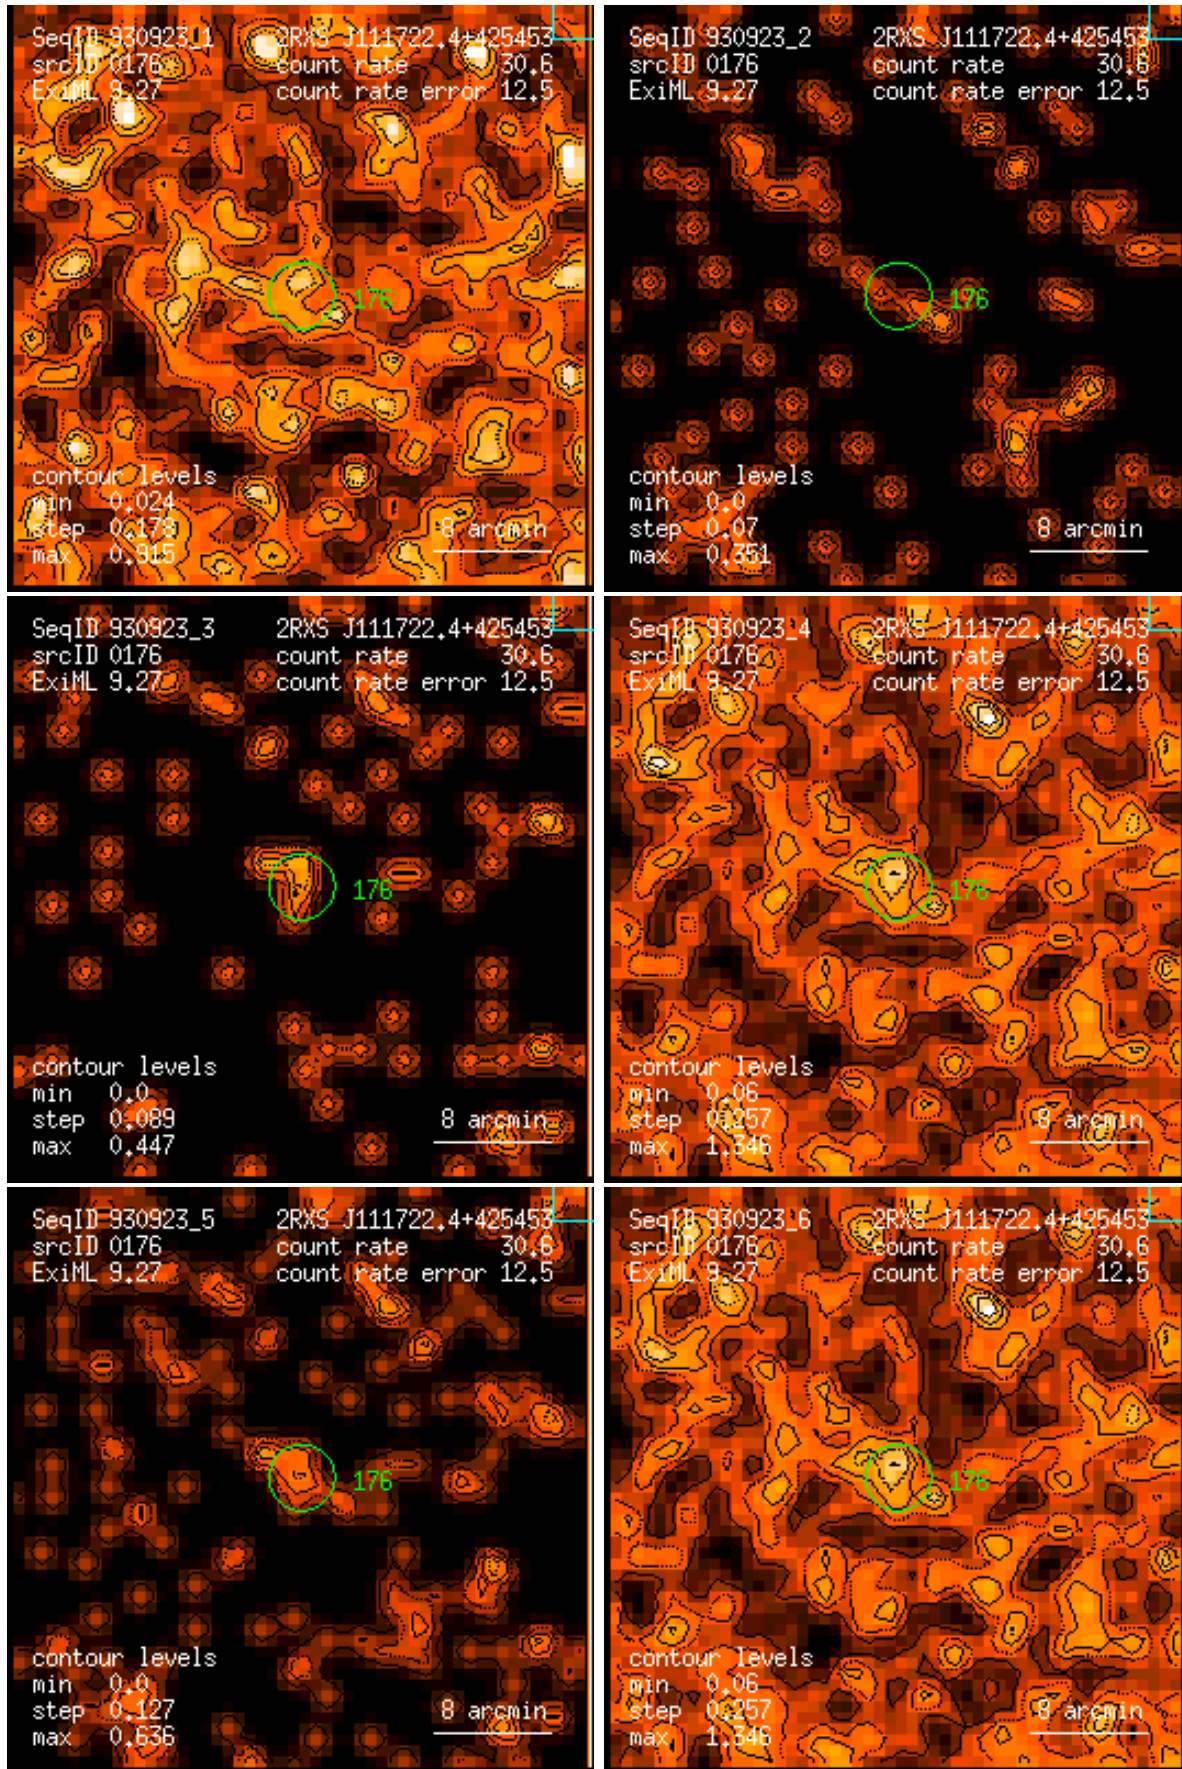 SeqID 930923_1 2RXS J111722.4+425453
srcID 0176 count rate 30.6
ExiML 9.27 count rate error 12.5
176
contour levels
min 0.024
step 0.178
max 0.915
8 arcmin
SeqID 930923_2 2RXS J111722.4+425453
srcID 0176 count rate 30.6
ExiML 9.27 count rate error 12.5
176
contour levels
min 0.0
step 0.07
max 0.351
8 arcmin
SeqID 930923_3 2RXS J111722.4+425453
srcID 0176 count rate 30.6
ExiML 9.27 count rate error 12.5
176
contour levels
min 0.0
step 0.089
max 0.447
8 arcmin
SeqID 930923_4 2RXS J111722.4+425453
srcID 0176 count rate 30.6
ExiML 9.27 count rate error 12.5
176
contour levels
min 0.06
step 0.257
max 1.346
8 arcmin
SeqID 930923_5 2RXS J111722.4+425453
srcID 0176 count rate 30.6
ExiML 9.27 count rate error 12.5
176
contour levels
min 0.0
step 0.127
max 0.636
8 arcmin
SeqID 930923_6 2RXS J111722.4+425453
srcID 0176 count rate 30.6
ExiML 9.27 count rate error 12.5
176
contour levels
min 0.06
step 0.257
max 1.346
8 arcmin